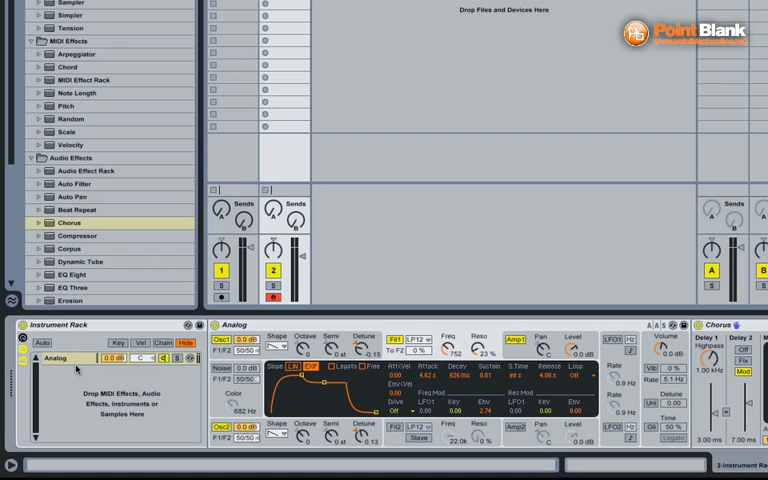 Sampler
Simpler
Tension
MIDI Effects
Arpeggiator
Chord
MIDI Effect Rack
Note Length
Pitch
Random
Scale
Velocity
Audio Effects
Audio Effect Rack
Auto Filter
Auto Pan
Beat Repeat
Chorus
Compressor
Corpus
Dynamic Tube
EQ Eight
EQ Three
Erosion
Drop Files and Devices Here
Point Blank
Sends Sends Sends
A A A A
B B B B
1 2 A B
S S S S
Instrument Rack
Auto Key Vel Chain Hide
Analog 0.0 dB C S
Drop MIDI Effects, Audio
Effects, Instruments or
Samples Here
Analog
Osc1 0.0 dB Shape Octave Semi Detune Fil1 LP12 Freq Reso Amp1 Pan Level LFO1 Hz Volume
F1/F2 50/50 0 0 st -0.15 To F2 0 % 752 23 % C 0.0 dB 0.0 dB
Noise 0.0 dB Slope LIN EXP Legato Free Att<Vel Attack Decay Sustain S.Time Release Loop Rate Vib 0 %
F1/F2 50/50 0.00 4.62 s 626 ms 0.81 Off 4.08 s Off 0.9 Hz Rate 5.1 Hz
Color Env<Vel Freq Mod Res Mod Detune
682 Hz 0.00 LFO1 Key Env LFO1 Key Env Rate Uni 0.00
Off 0.00 0.00 2.74 0.00 0.00 0.00 0.9 Hz Time
Osc2 0.0 dB Shape Octave Semi Detune Fil2 LP12 Freq Reso Amp2 Pan Level LFO2 Hz Gli 50 %
F1/F2 50/50 0 0 st 0.13 Slave 22.0k 0 % C 0.0 dB Legato
Chorus
Delay 1 Delay 2
Highpass Off
Fix
1.00 kHz Mod
3.00 ms 7.00 ms
2-Instrument Rac